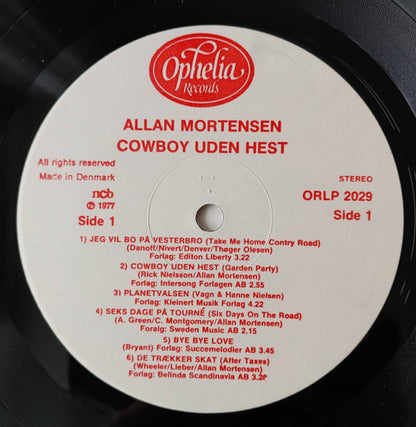 Ophelia
Records
ALLAN MORTENSEN
COWBOY UDEN HEST
All rights reserved
Made in Denmark
STEREO
ORLP 2029
Side 1
ncb
℗ 1977
Side 1
1) JEG VIL BO PÅ VESTERBRO (Take Me Home Contry Road)
(Danoff/Nivert/Denver/Thøger Olesen)
Forlag: Editon Liberty 3.22
2) COWBOY UDEN HEST (Garden Party)
(Rick Nielsson/Allan Mortensen)
Forlag: Intersong Forlagen AB 2.55
3) PLANETVALSEN (Vagn & Hanne Nielsen)
Forlag: Kleinert Musik Forlag 4.22
4) SEKS DAGE PÅ TOURNÉ (Six Days On The Road)
(A. Green/C. Montgomery/Allan Mortensen)
Foralg: Sweden Music AB 2.15
5) BYE BYE LOVE
(Bryant) Forlag: Succemelodier AB 3.45
6) DE TRÆKKER SKAT (After Taxes)
(Wheeler/Lieber/Allan Mortensen)
Forlag: Belinda Scandinavia AB 3.2